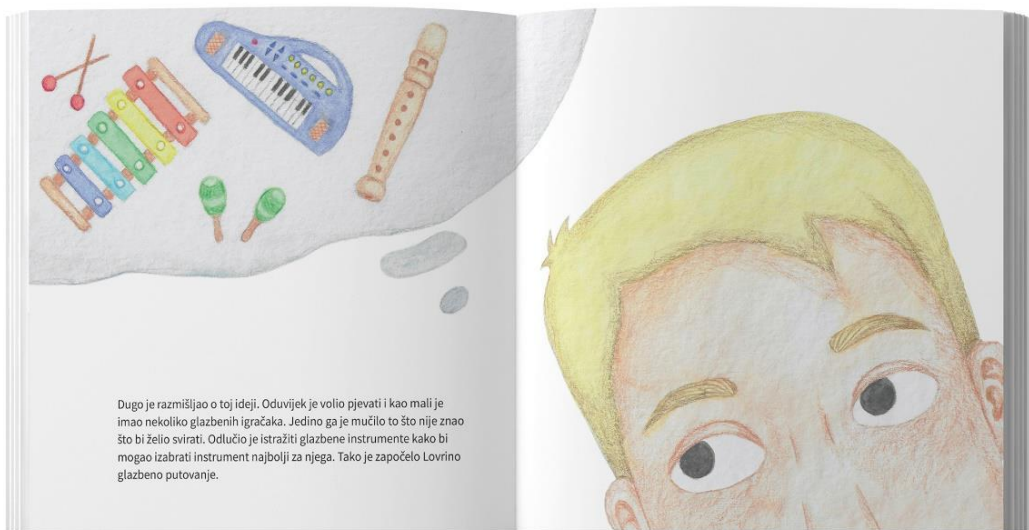 Dugo je razmišljao o toj ideji. Oduvijek je volio pjevati i kao mali je
imao nekoliko glazbenih igračaka. Jedino ga je mučilo to što nije znao
što bi želio svirati. Odlučio je istražiti glazbene instrumente kako bi
mogao izabrati instrument najbolji za njega. Tako je započelo Lovrino
glazbeno putovanje.